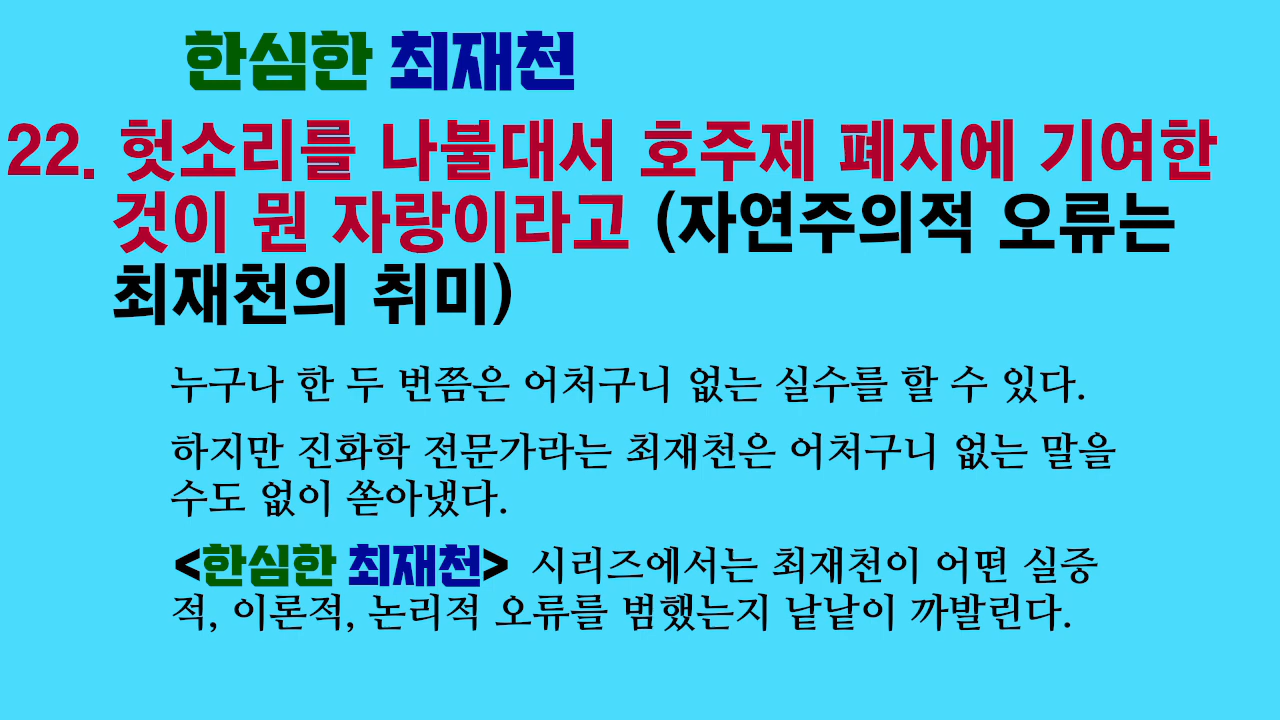 한심한 최재천
22. 헛소리를 나불대서 호주제 폐지에 기여한
것이 뭔 자랑이라고 (자연주의적 오류는
최재천의 취미)
누구나 한 두 번쯤은 어처구니 없는 실수를 할 수 있다.
하지만 진화학 전문가라는 최재천은 어처구니 없는 말을
수도 없이 쏟아냈다.
<한심한 최재천> 시리즈에서는 최재천이 어떤 실증
적, 이론적, 논리적 오류를 범했는지 낱낱이 까발린다.